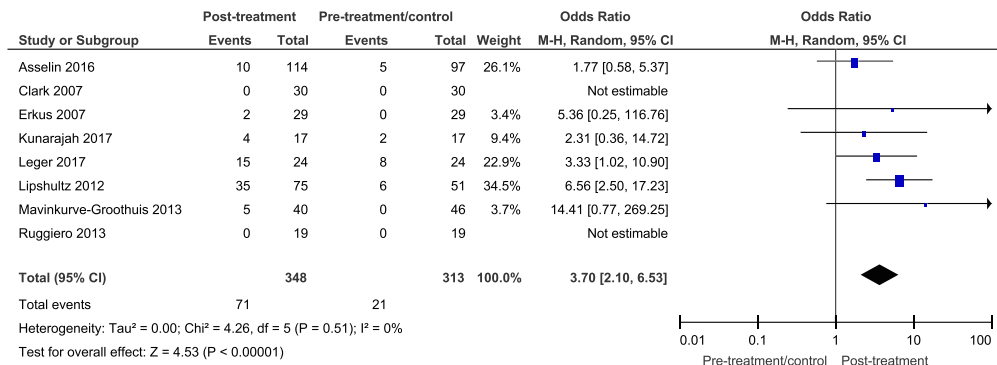 Post-treatment Pre-treatment/control Odds Ratio Odds Ratio
Study or Subgroup Events Total Events Total Weight M-H, Random, 95% CI M-H, Random, 95% CI
Asselin 2016 10 114 5 97 26.1% 1.77 [0.58, 5.37]
Clark 2007 0 30 0 30 Not estimable
Erkus 2007 2 29 0 29 3.4% 5.36 [0.25, 116.76]
Kunarajah 2017 4 17 2 17 9.4% 2.31 [0.36, 14.72]
Leger 2017 15 24 8 24 22.9% 3.33 [1.02, 10.90]
Lipshultz 2012 35 75 6 51 34.5% 6.56 [2.50, 17.23]
Mavinkurve-Groothuis 2013 5 40 0 46 3.7% 14.41 [0.77, 269.25]
Ruggiero 2013 0 19 0 19 Not estimable
Total (95% CI) 348 313 100.0% 3.70 [2.10, 6.53]
Total events 71 21
Heterogeneity: Tau² = 0.00; Chi² = 4.26, df = 5 (P = 0.51); I² = 0%
Test for overall effect: Z = 4.53 (P < 0.00001)
0.01 0.1 1 10 100
Pre-treatment/control Post-treatment